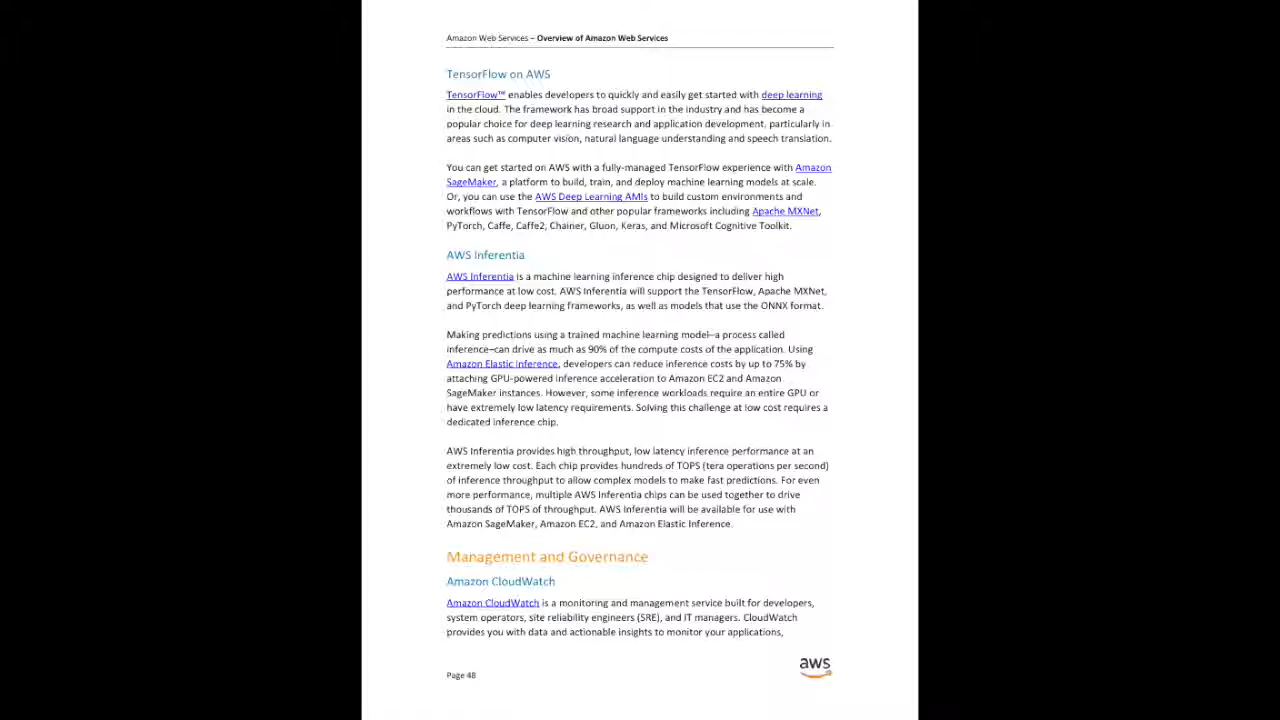 Amazon Web Services – Overview of Amazon Web Services
TensorFlow on AWS
TensorFlow™ enables developers to quickly and easily get started with deep learning
in the cloud. The framework has broad support in the industry and has become a
popular choice for deep learning research and application development, particularly in
areas such as computer vision, natural language understanding and speech translation.
You can get started on AWS with a fully-managed TensorFlow experience with Amazon
SageMaker, a platform to build, train, and deploy machine learning models at scale.
Or, you can use the AWS Deep Learning AMIs to build custom environments and
workflows with TensorFlow and other popular frameworks including Apache MXNet,
PyTorch, Caffe, Caffe2, Chainer, Gluon, Keras, and Microsoft Cognitive Toolkit.
AWS Inferentia
AWS Inferentia is a machine learning inference chip designed to deliver high
performance at low cost. AWS Inferentia will support the TensorFlow, Apache MXNet,
and PyTorch deep learning frameworks, as well as models that use the ONNX format.
Making predictions using a trained machine learning model–a process called
inference–can drive as much as 90% of the compute costs of the application. Using
Amazon Elastic Inference, developers can reduce inference costs by up to 75% by
attaching GPU-powered inference acceleration to Amazon EC2 and Amazon
SageMaker instances. However, some inference workloads require an entire GPU or
have extremely low latency requirements. Solving this challenge at low cost requires a
dedicated inference chip.
AWS Inferentia provides high throughput, low latency inference performance at an
extremely low cost. Each chip provides hundreds of TOPS (tera operations per second)
of inference throughput to allow complex models to make fast predictions. For even
more performance, multiple AWS Inferentia chips can be used together to drive
thousands of TOPS of throughput. AWS Inferentia will be available for use with
Amazon SageMaker, Amazon EC2, and Amazon Elastic Inference.
Management and Governance
Amazon CloudWatch
Amazon CloudWatch is a monitoring and management service built for developers,
system operators, site reliability engineers (SRE), and IT managers. CloudWatch
provides you with data and actionable insights to monitor your applications,
aws
Page 48